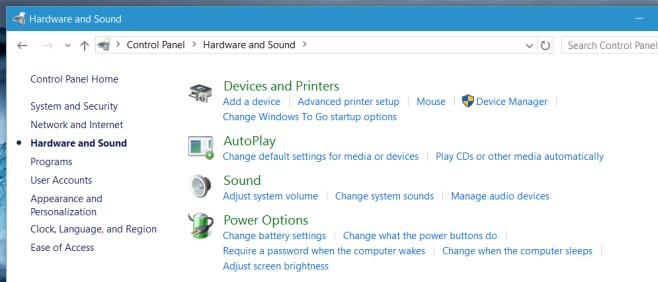 Hardware and Sound
Control Panel > Hardware and Sound >
Search Control Panel
Control Panel Home
System and Security
Network and Internet
Hardware and Sound
Programs
User Accounts
Appearance and
Personalization
Clock, Language, and Region
Ease of Access
Devices and Printers
Add a device | Advanced printer setup | Mouse | Device Manager |
Change Windows To Go startup options
AutoPlay
Change default settings for media or devices | Play CDs or other media automatically
Sound
Adjust system volume | Change system sounds | Manage audio devices
Power Options
Change battery settings | Change what the power buttons do |
Require a password when the computer wakes | Change when the computer sleeps |
Adjust screen brightness